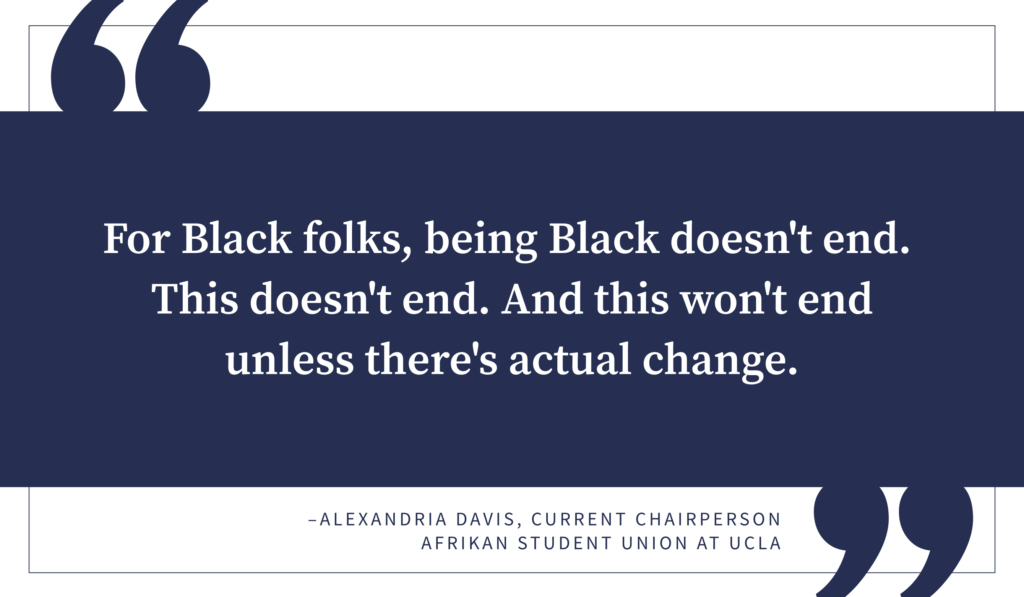 For Black folks, being Black doesn't end.
This doesn't end. And this won't end
unless there's actual change.
–ALEXANDRIA DAVIS, CURRENT CHAIRPERSON
AFRIKAN STUDENT UNION AT UCLA